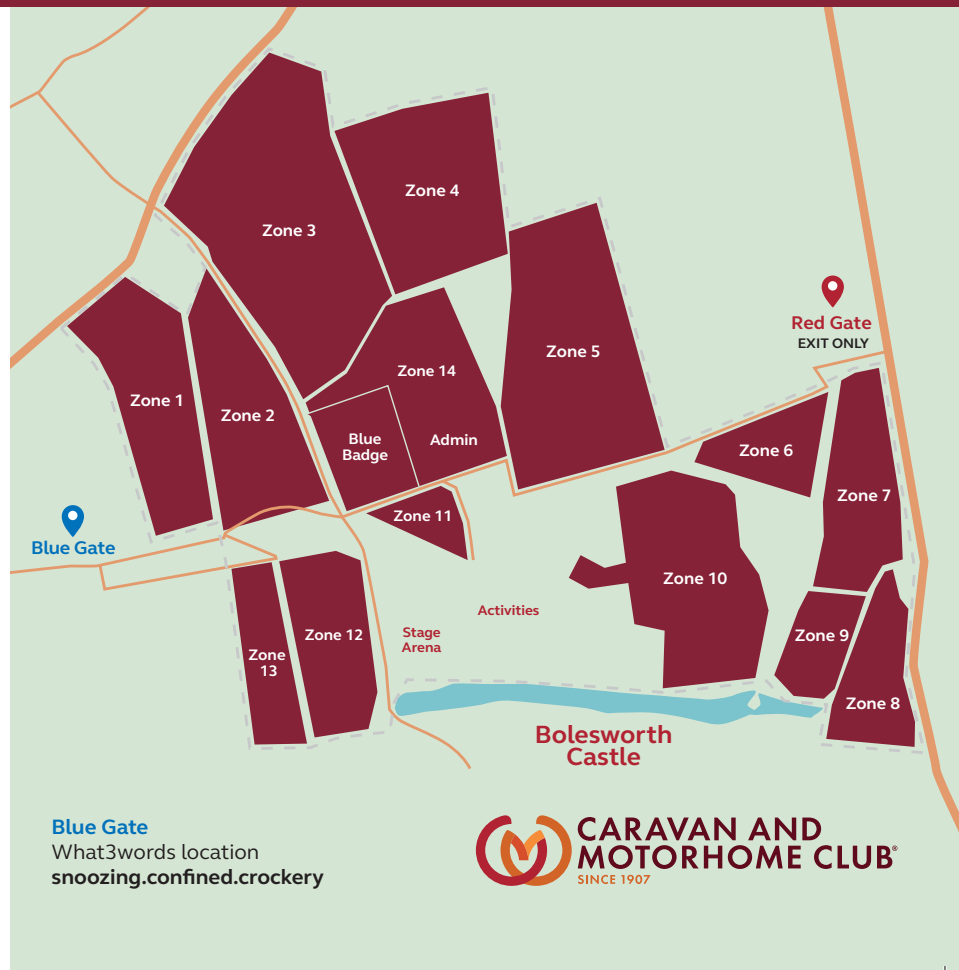 Zone 4
Zone 3
Red Gate
EXIT ONLY
Zone 5
Zone 14
Zone 1
Zone 2
Blue
Badge
Admin
Zone 6
Zone 7
Zone 11
Blue Gate
Zone 10
Activities
Stage
Arena
Zone 12
Zone 9
Zone
13
Zone 8
Bolesworth
Castle
Blue Gate
What3words location
snoozing.confined.crockery
CARAVAN AND
MOTORHOME CLUB®
SINCE 1907